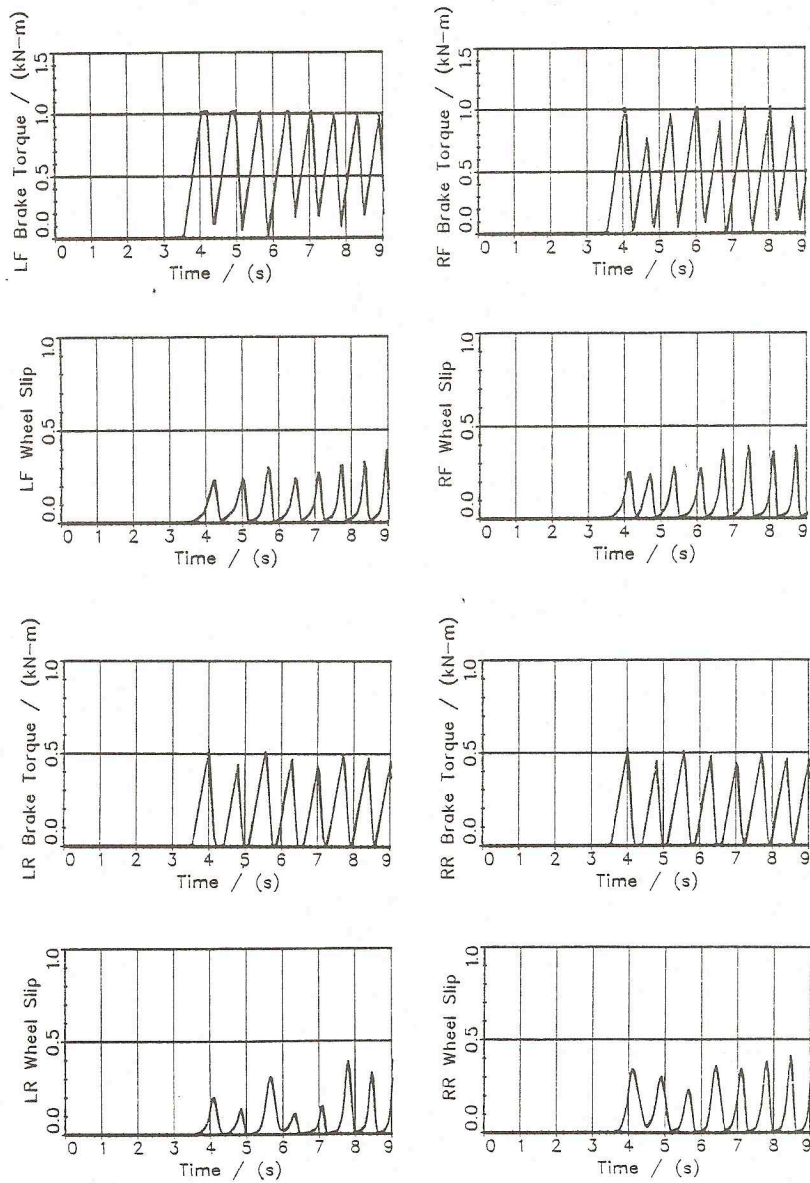 LF Brake Torque / (kN-m)
0.0 0.5 1.0 1.5
0 1 2 3 4 5 6 7 8 9
Time / (s)
RF Brake Torque / (kN-m)
0.0 0.5 1.0 1.5
0 1 2 3 4 5 6 7 8 9
Time / (s)
LF Wheel Slip
0.0 0.5 1.0
0 1 2 3 4 5 6 7 8 9
Time / (s)
RF Wheel Slip
0.0 0.5 1.0
0 1 2 3 4 5 6 7 8 9
Time / (s)
LR Brake Torque / (kN-m)
0.0 0.5 1.0
0 1 2 3 4 5 6 7 8 9
Time / (s)
RR Brake Torque / (kN-m)
0.0 0.5 1.0
0 1 2 3 4 5 6 7 8 9
Time / (s)
LR Wheel Slip
0.0 0.5 1.0
0 1 2 3 4 5 6 7 8 9
Time / (s)
RR Wheel Slip
0.0 0.5 1.0
0 1 2 3 4 5 6 7 8 9
Time / (s)